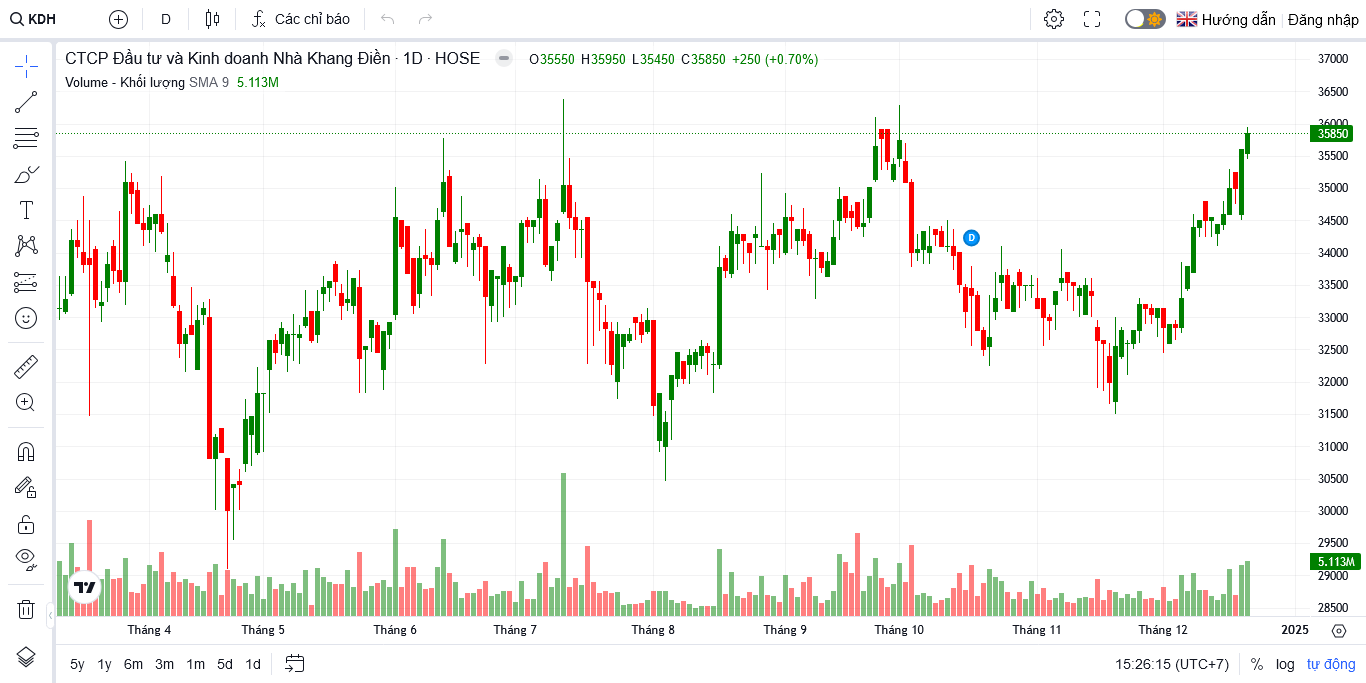 KDH D Các chỉ báo Hướng dẫn Đăng nhập
CTCP Đầu tư và Kinh doanh Nhà Khang Điền · 1D · HOSE O35550 H35950 L35450 C35850 +250 (+0.70%)
Volume - Khối lượng SMA 9 5.113M
37000
36500
36000
35850
35500
35000
34500
34000
33500
33000
32500
32000
31500
31000
30500
30000
29500
5.113M
29000
28500
D
Tháng 4 Tháng 5 Tháng 6 Tháng 7 Tháng 8 Tháng 9 Tháng 10 Tháng 11 Tháng 12 2025
5y 1y 6m 3m 1m 5d 1d 15:26:15 (UTC+7) % log tự động